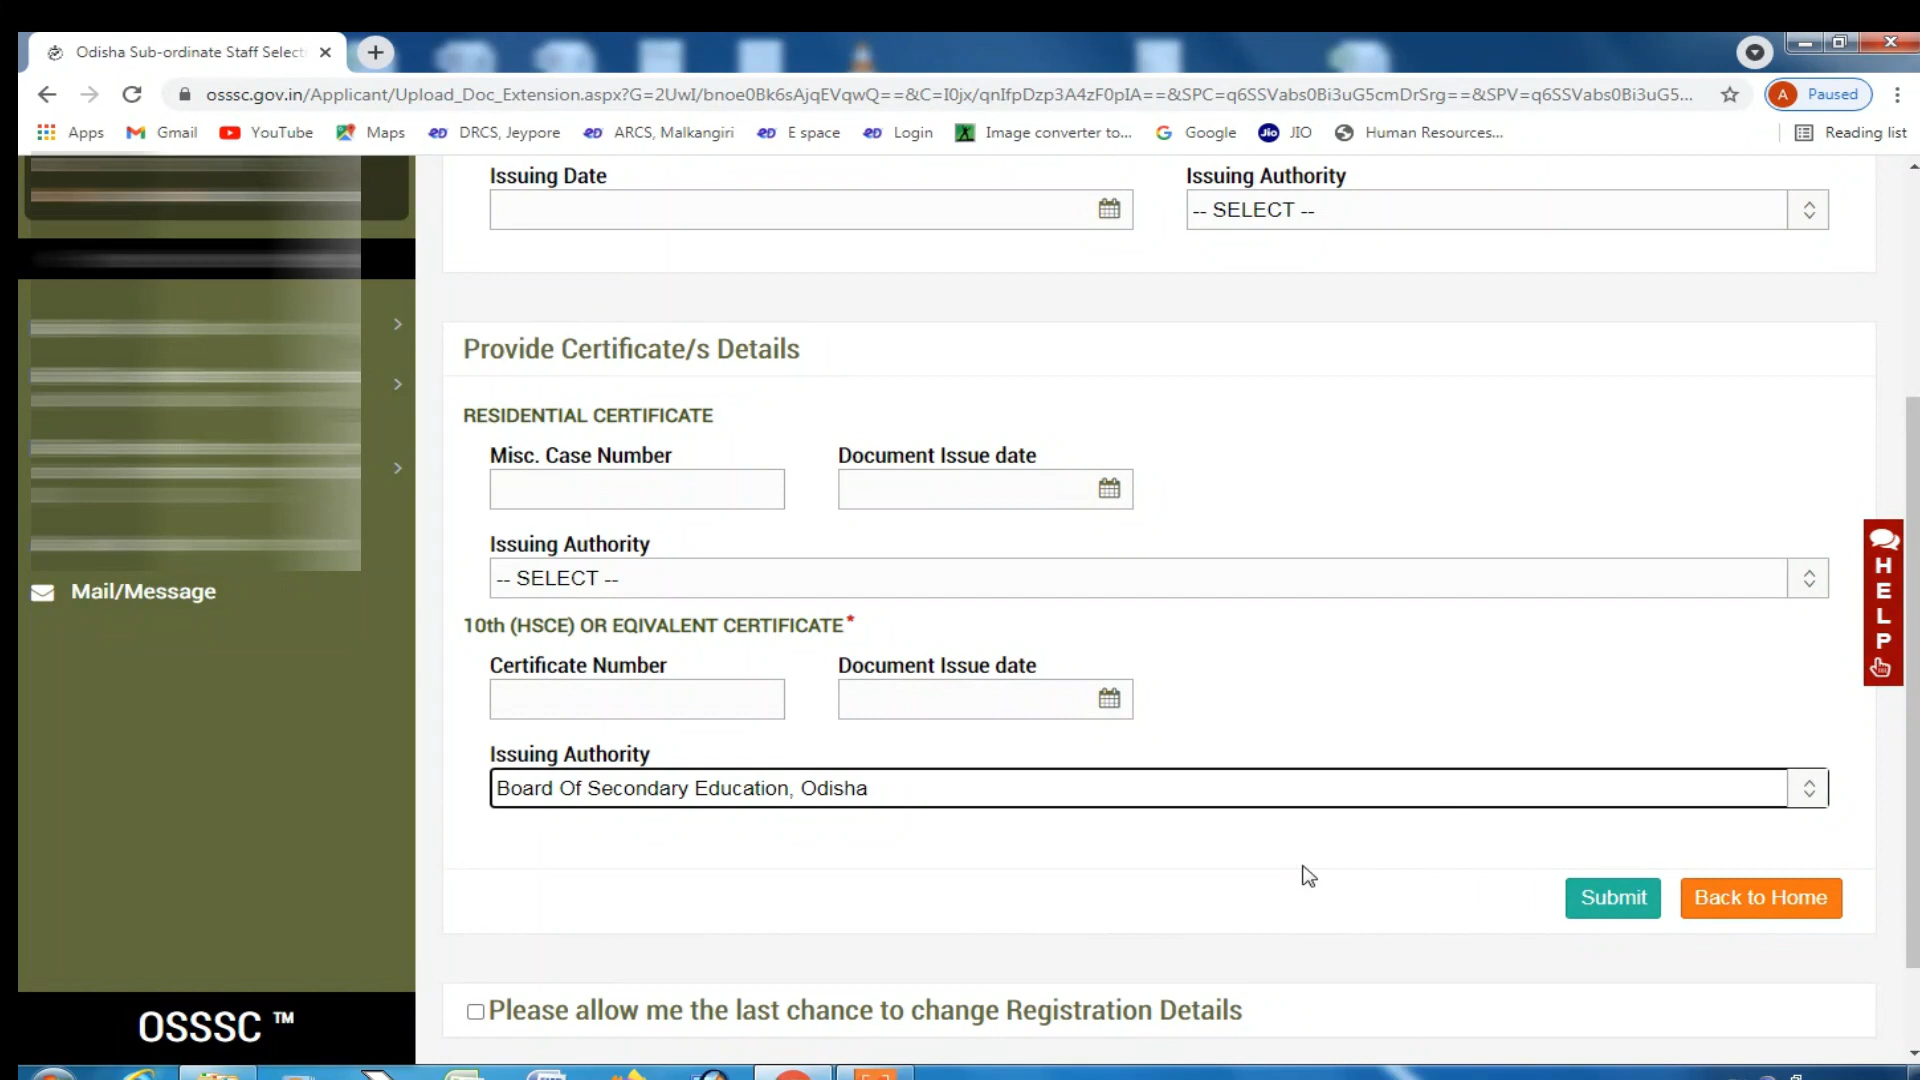 Odisha Sub-ordinate Staff Select
osssc.gov.in/Applicant/Upload_Doc_Extension.aspx?G=2UwI/bnoe0Bk6sAjqEVqwQ==&C=I0jx/qnIfpDzp3A4zF0pIA==&SPC=q6SSVabs0Bi3uG5cmDrSrg==&SPV=q6SSVabs0Bi3uG5...
A Paused
Apps Gmail YouTube Maps DRCS, Jeypore ARCS, Malkangiri E space Login Image converter to... Google Jio JIO Human Resources... Reading list
Issuing Date Issuing Authority
-- SELECT --
Provide Certificate/s Details
RESIDENTIAL CERTIFICATE
Misc. Case Number Document Issue date
Issuing Authority
-- SELECT --
10th (HSCE) OR EQIVALENT CERTIFICATE*
Certificate Number Document Issue date
Issuing Authority
Board Of Secondary Education, Odisha
Submit Back to Home
Please allow me the last chance to change Registration Details
Mail/Message
OSSSC ™
HELP